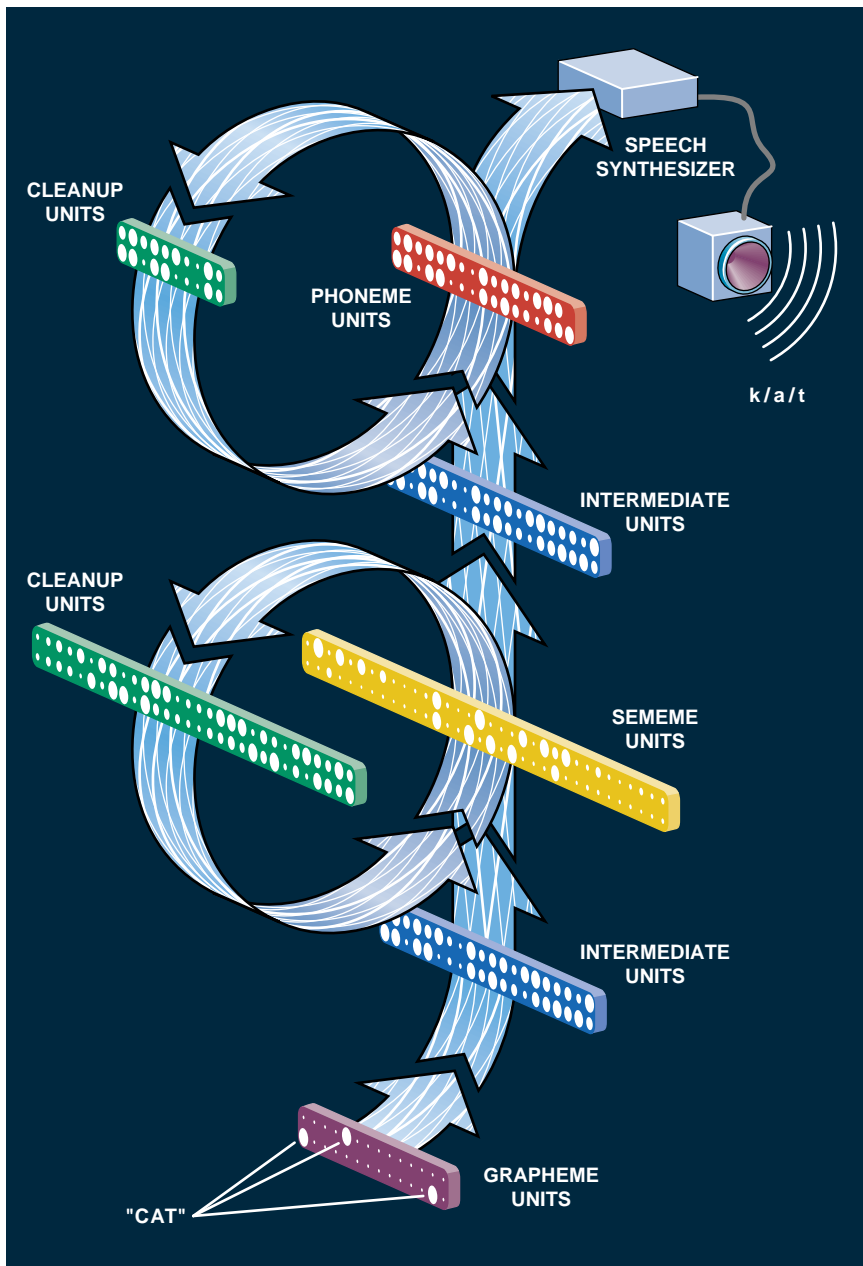 SPEECH
SYNTHESIZER
CLEANUP
UNITS
PHONEME
UNITS
k/a/t
INTERMEDIATE
UNITS
CLEANUP
UNITS
SEMEME
UNITS
INTERMEDIATE
UNITS
GRAPHEME
UNITS
"CAT"